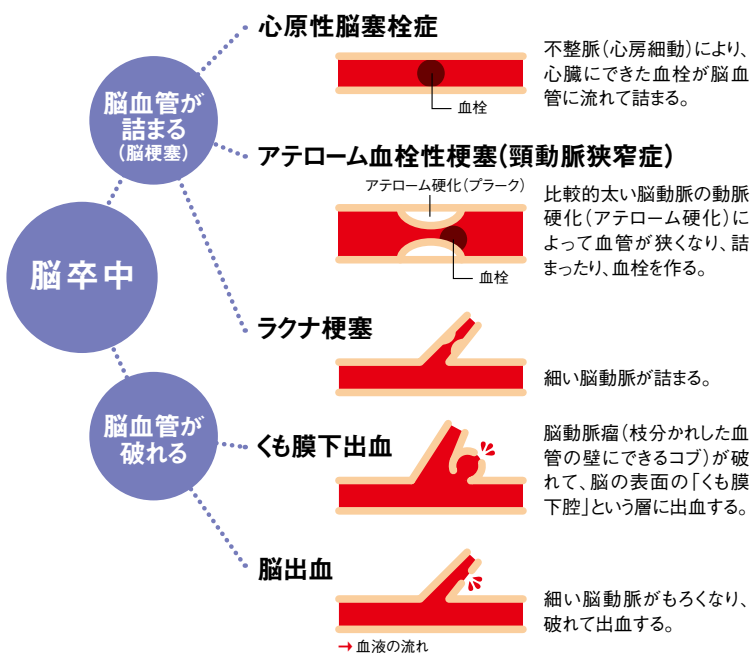 脳卒中
脳血管が
詰まる
(脳梗塞)
心原性脳塞栓症
血栓
不整脈(心房細動)により、
心臓にできた血栓が脳血
管に流れて詰まる。
アテローム血栓性梗塞(頸動脈狭窄症)
アテローム硬化(プラーク)
血栓
比較的太い脳動脈の動脈
硬化(アテローム硬化)に
よって血管が狭くなり、詰
まったり、血栓を作る。
ラクナ梗塞
細い脳動脈が詰まる。
脳血管が
破れる
くも膜下出血
脳動脈瘤(枝分かれした血
管の壁にできるコブ)が破
れて、脳の表面の「くも膜
下腔」という層に出血する。
脳出血
細い脳動脈がもろくなり、
破れて出血する。
→血液の流れ